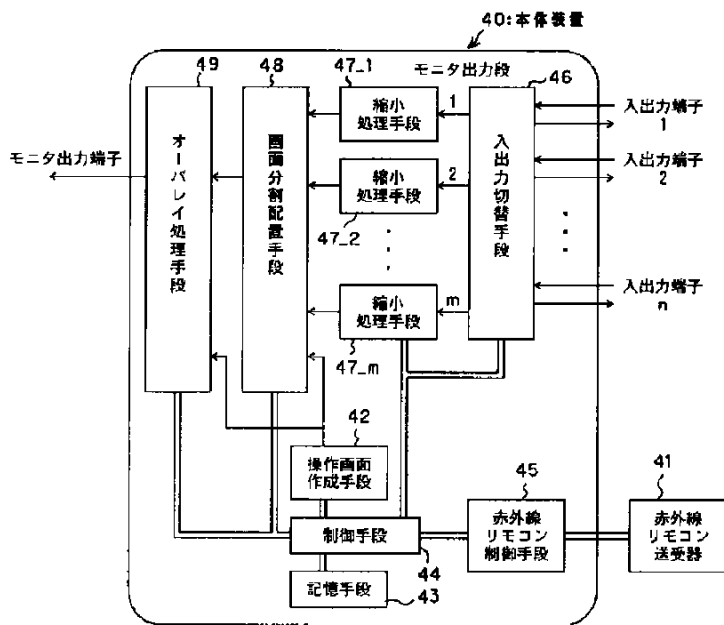 40:本体装置
モニタ出力段
49
48
47_1
46
縮小
処理手段
1
入出力端子
1
縮小
処理手段
2
入出力端子
2
47_2
モニタ出力端子
オーバレイ処理手段
画面分割配置手段
入出力切替手段
縮小
処理手段
m
入出力端子
n
47_m
42
操作画面
作成手段
45
41
制御手段
44
赤外線
リモコン
制御手段
赤外線
リモコン
送受器
記憶手段
43